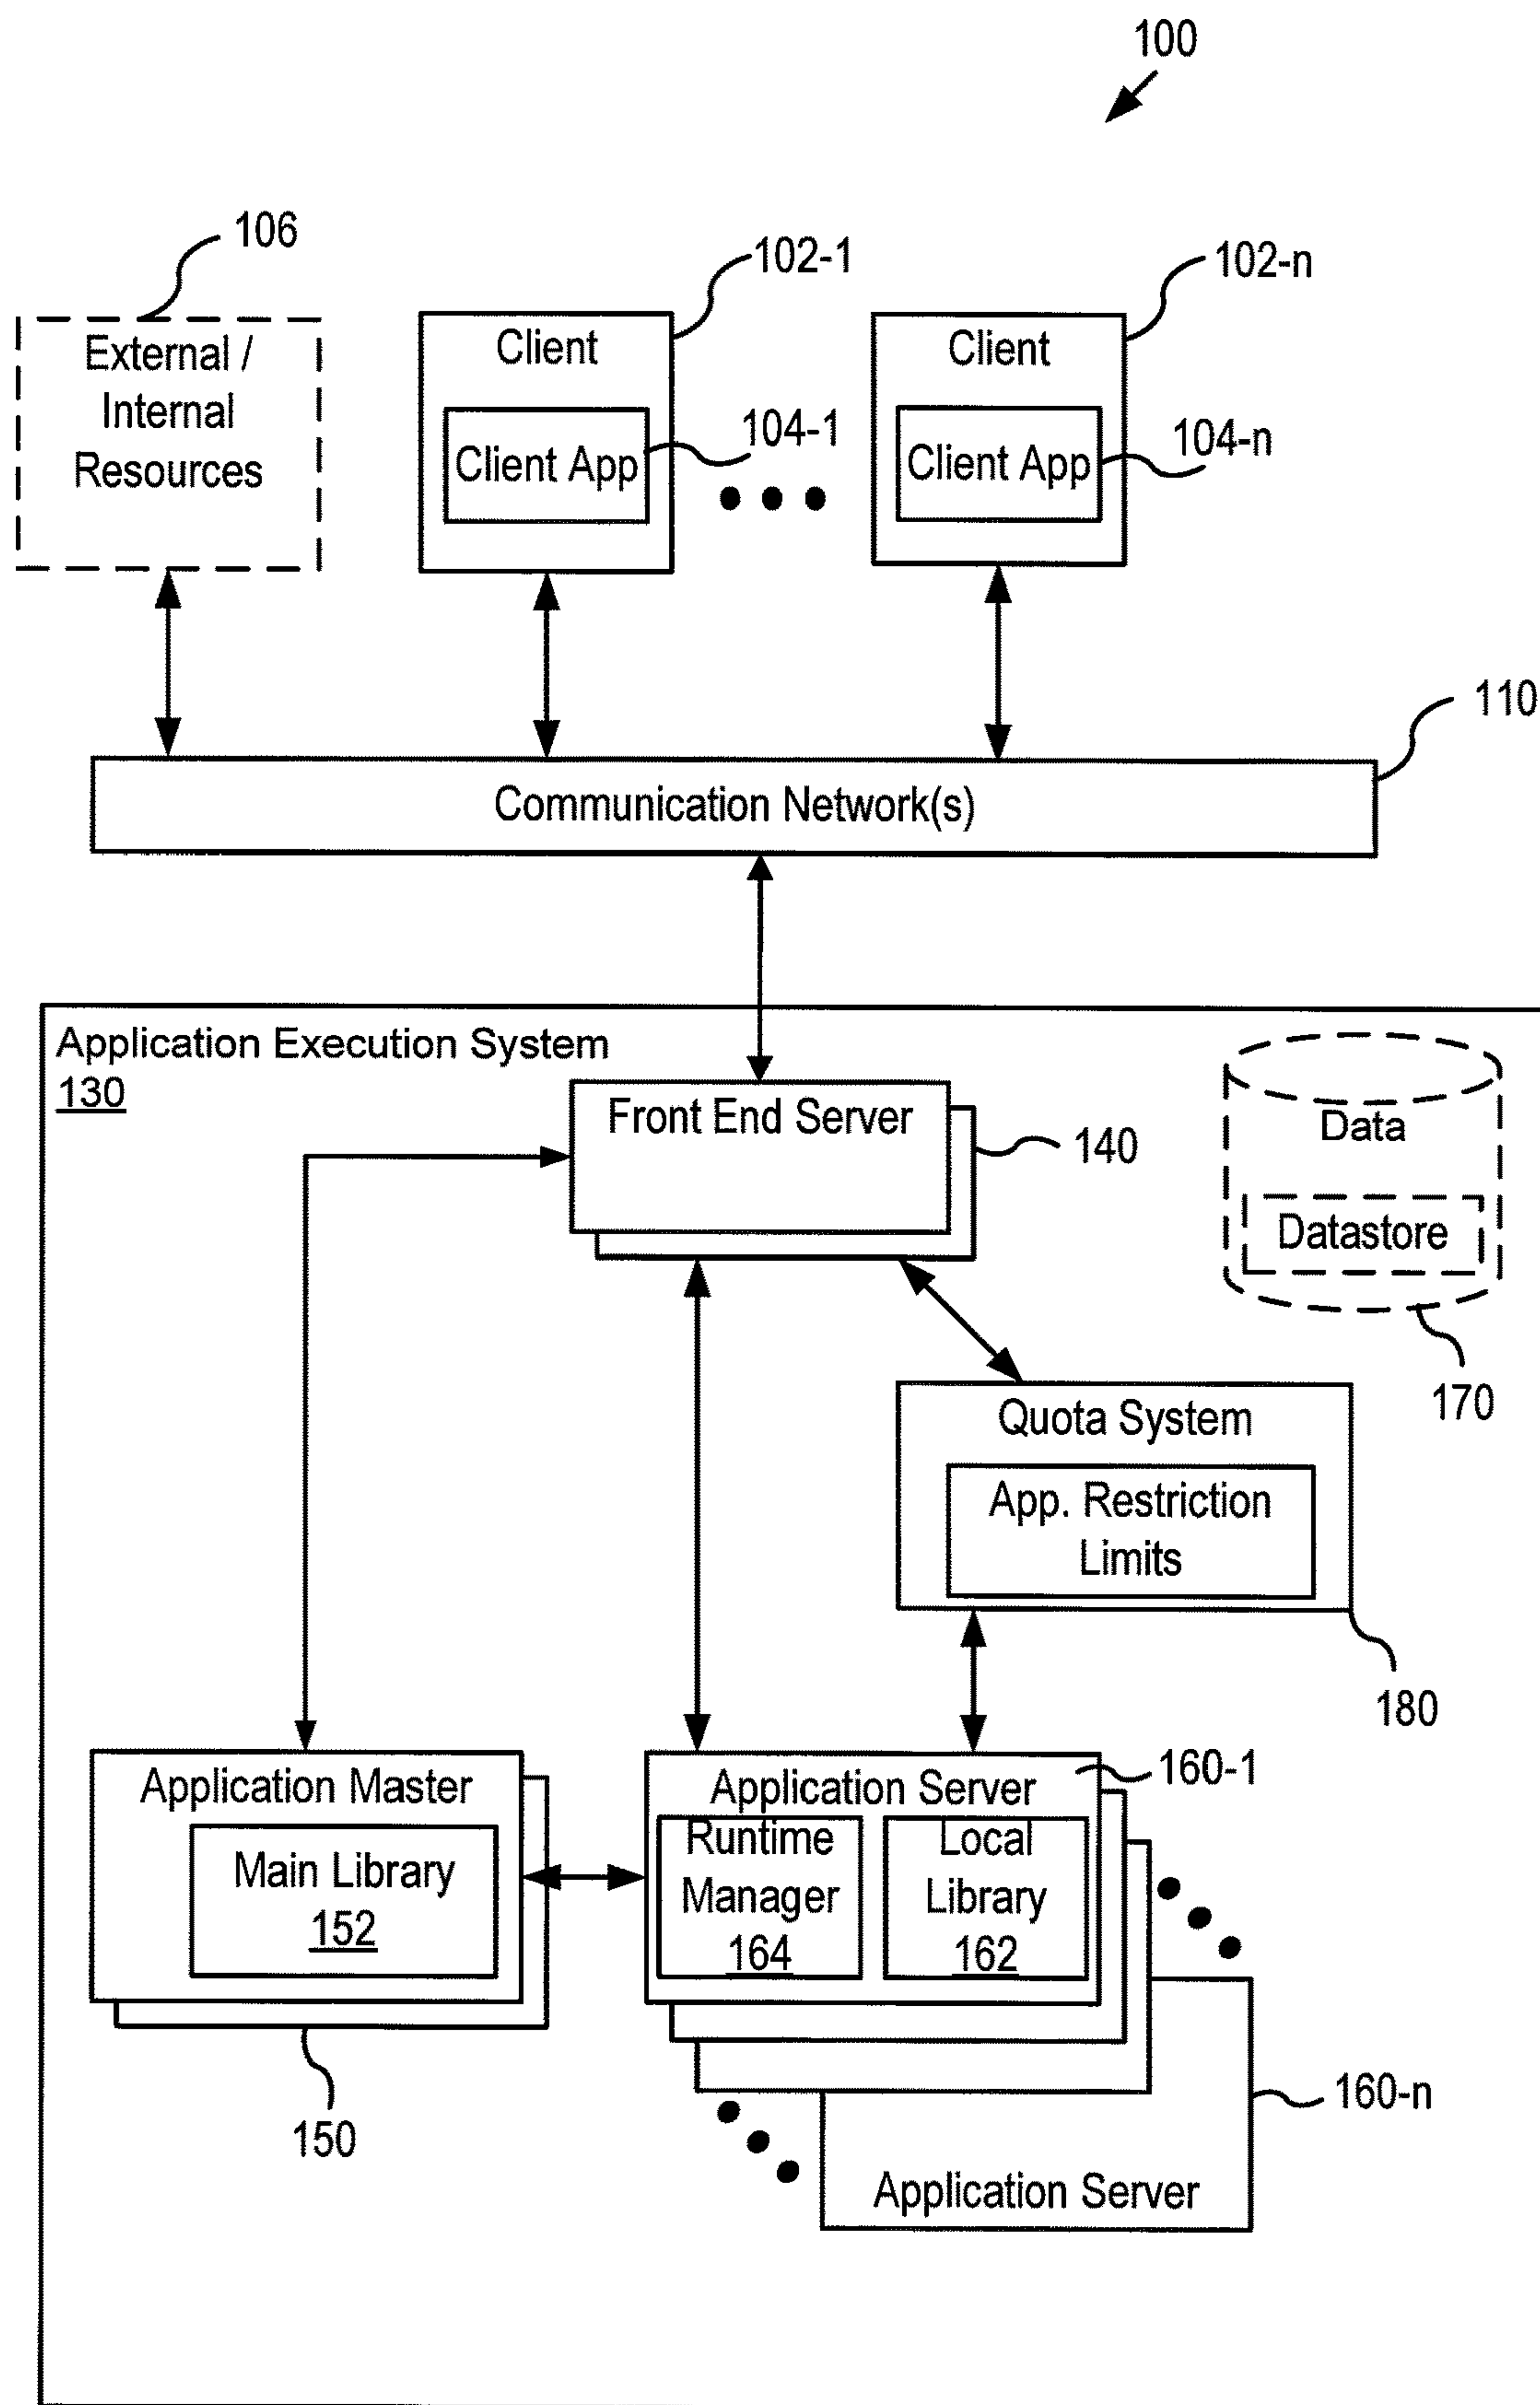 100
106
102-1
102-n
External /
Internal
Resources
Client
Client
104-1
104-n
Client App
Client App
110
Communication Network(s)
Application Execution System
130
Front End Server
140
Data
Datastore
170
Quota System
App. Restriction
Limits
180
Application Master
Main Library
152
150
Application Server
160-1
Runtime
Manager
164
Local
Library
162
160-n
Application Server